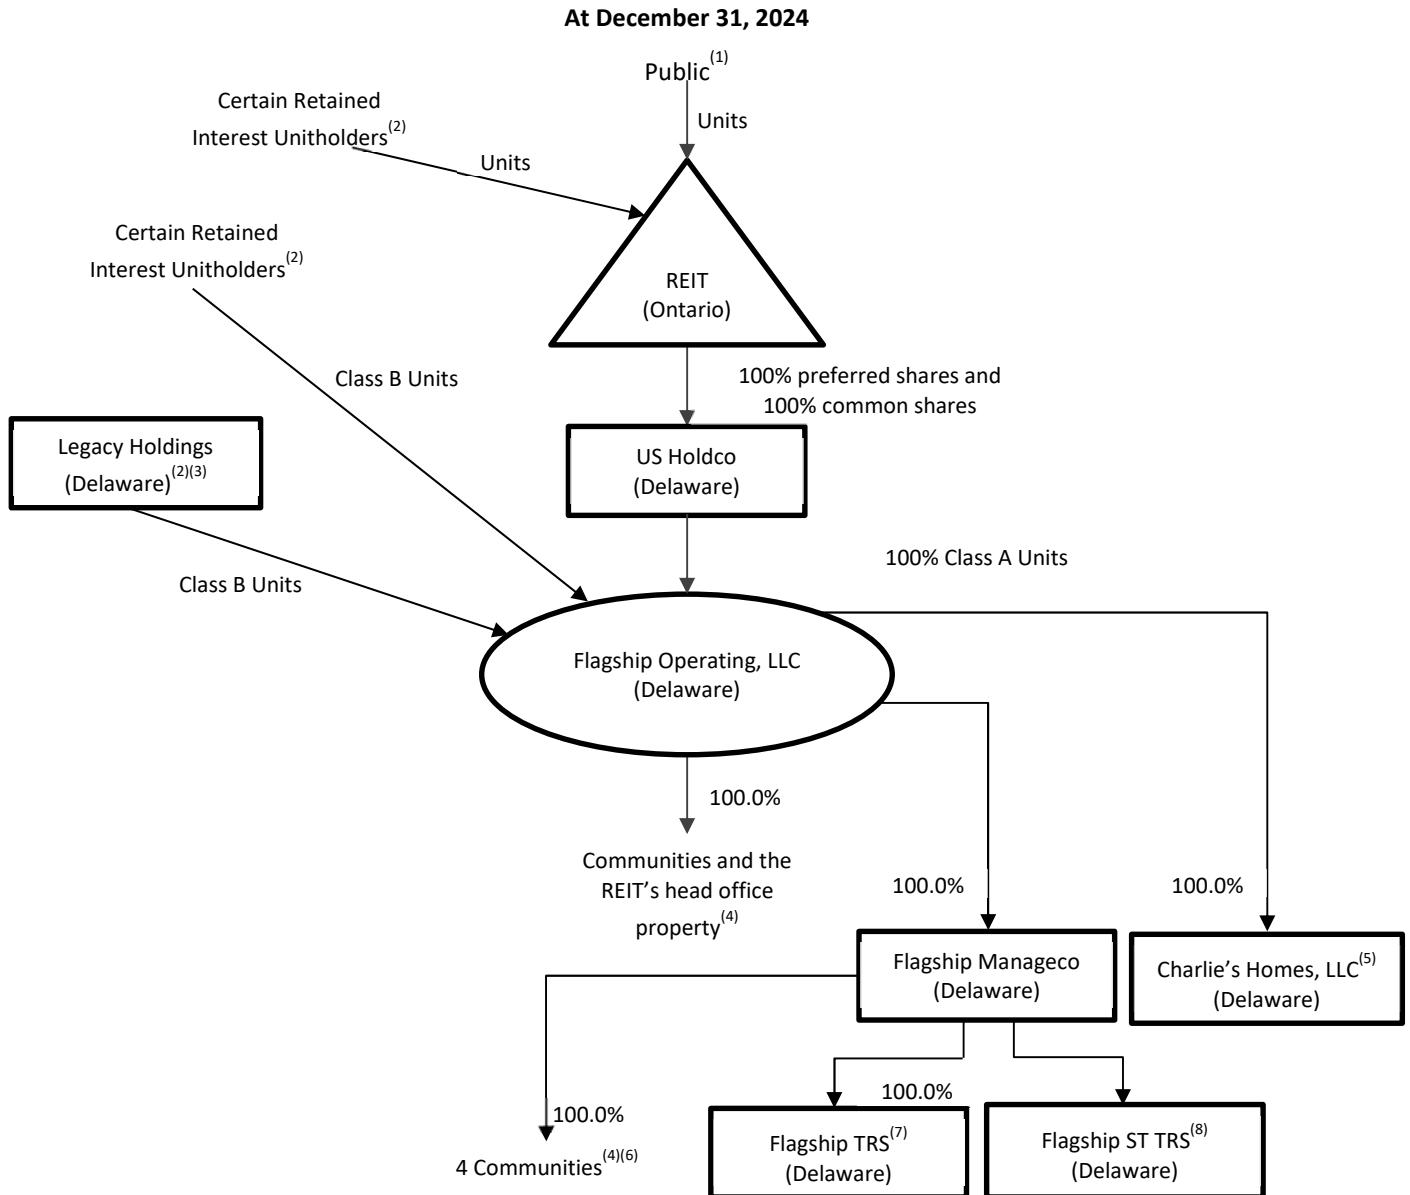 At December 31, 2024
Public(1)
Units
Certain Retained
Interest Unitholders(2)
Units
Certain Retained
Interest Unitholders(2)
REIT
(Ontario)
Class B Units
100% preferred shares and
100% common shares
Legacy Holdings
(Delaware)(2)(3)
US Holdco
(Delaware)
100% Class A Units
Class B Units
Flagship Operating, LLC
(Delaware)
100.0%
Communities and the
REIT’s head office
property(4)
100.0%
100.0%
Flagship Manageco
(Delaware)
Charlie’s Homes, LLC(5)
(Delaware)
100.0%
100.0%
4 Communities(4)(6)
Flagship TRS(7)
(Delaware)
Flagship ST TRS(8)
(Delaware)